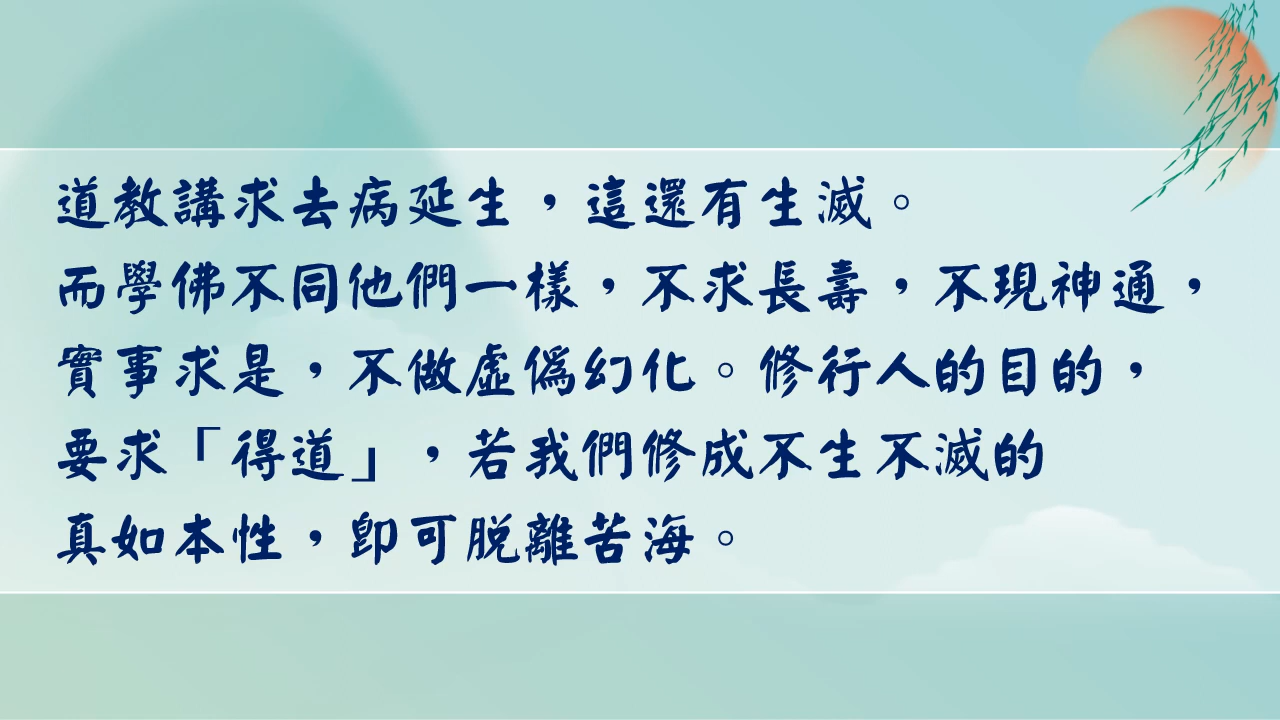 道教講求去病延生，這還有生滅。
而學佛不同他們一樣，不求長壽，不現神通，
實事求是，不做虛偽幻化。修行人的目的，
要求「得道」，若我們修成不生不滅的
真如本性，即可脫離苦海。